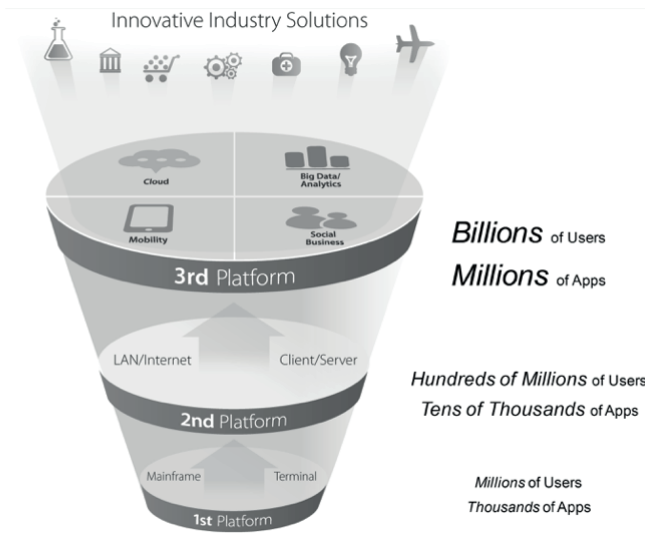 Innovative Industry Solutions
Cloud
Big Data/
Analytics
Mobility
Social
Business
Billions of Users
Millions of Apps
3rd Platform
LAN/Internet
Client/Server
Hundreds of Millions of Users
Tens of Thousands of Apps
2nd Platform
Mainframe
Terminal
Millions of Users
Thousands of Apps
1st Platform